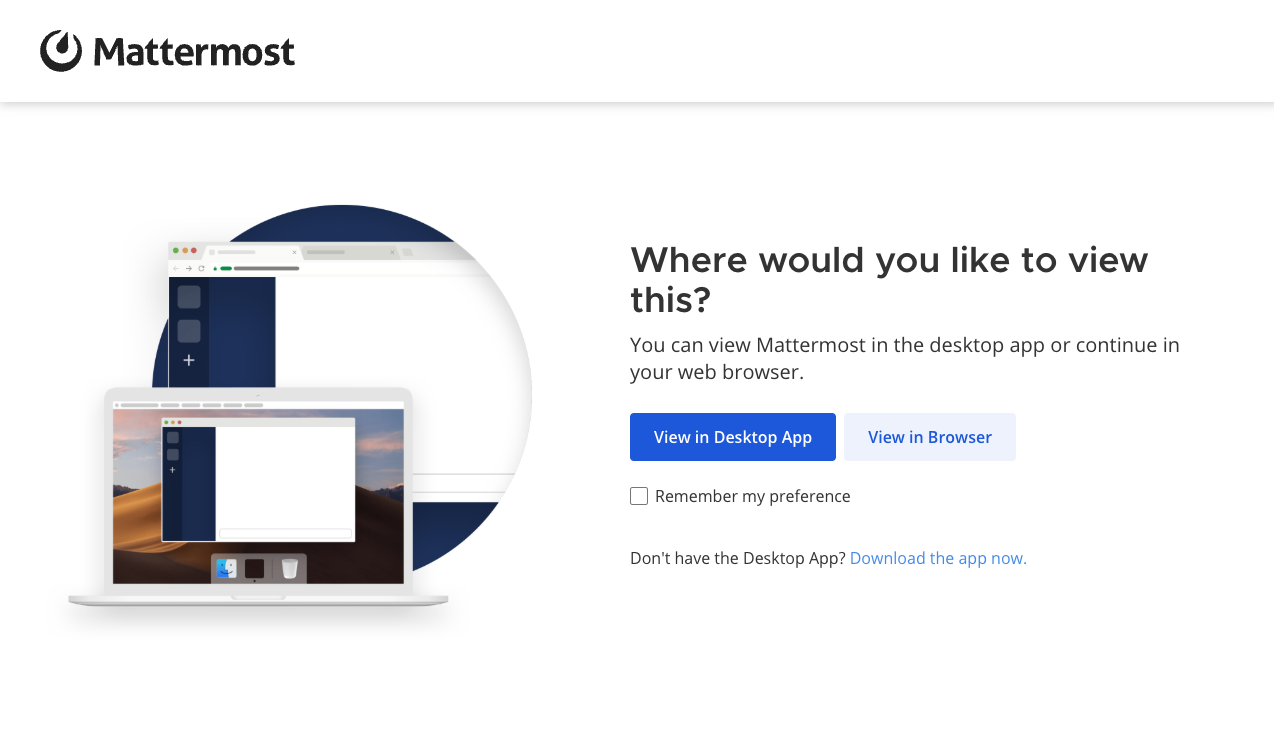 Mattermost
Where would you like to view
this?
You can view Mattermost in the desktop app or continue in
your web browser.
View in Desktop App
View in Browser
Remember my preference
Don't have the Desktop App? Download the app now.